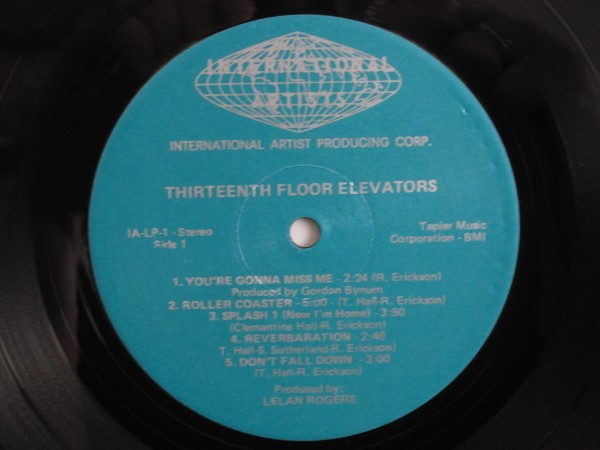 INTERNATIONAL
ARTISTS
INTERNATIONAL ARTIST PRODUCING CORP.
THIRTEENTH FLOOR ELEVATORS
IA-LP-1 - Stereo
Side 1
Tapier Music
Corporation - BMI
1. YOU'RE GONNA MISS ME - 2:24 (R. Erickson)
Produced by Gordon Bynum
2. ROLLER COASTER - 5:00 - (T. Hall-R. Erickson)
3. SPLASH 1 (Now I'm Home) - 3:50
(Clementine Hall-R. Erickson)
4. REVERBARATION - 2:46
T. Hall-S. Sutherland-R. Erickson)
5. DON'T FALL DOWN - 3:00
(T. Hall-R. Erickson)
Produced by:
LELAN ROGERS